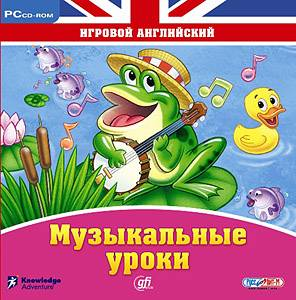 PC CD-ROM
ИГРОВОЙ АНГЛИЙСКИЙ
Музыкальные
уроки
Knowledge
Adventure
gfi